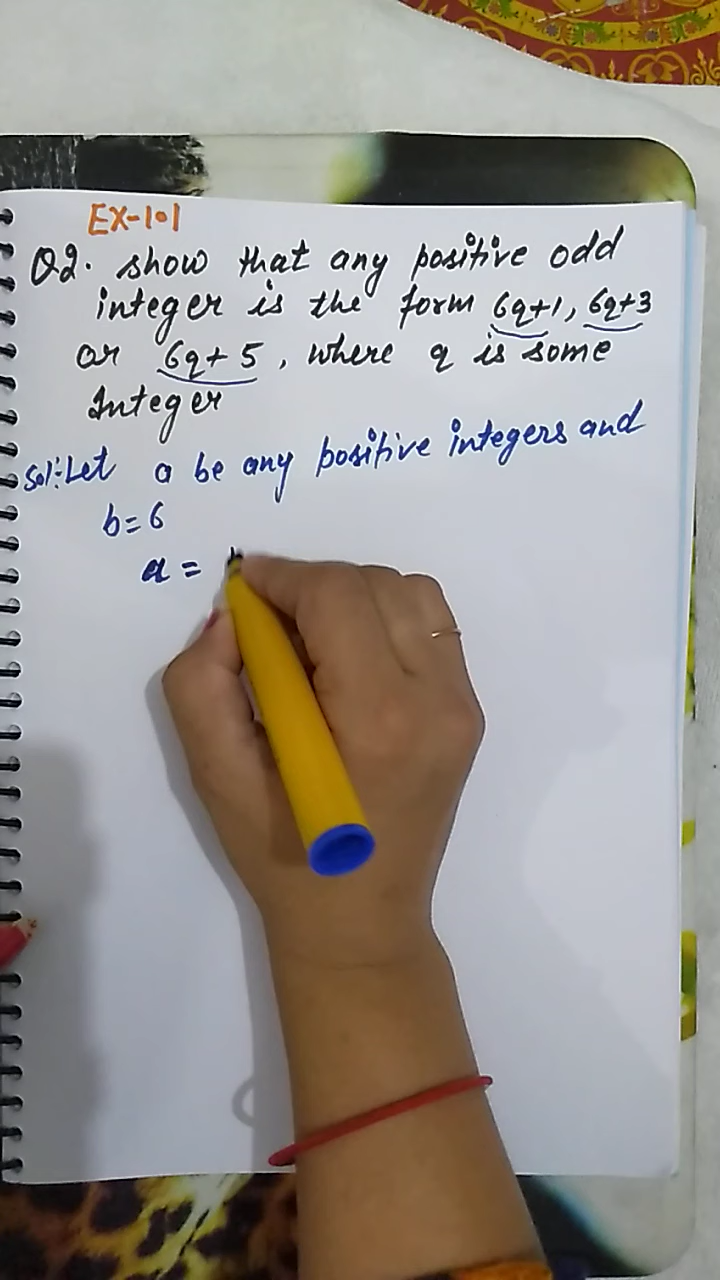 EX-1.1
Q2. show that any positive odd
integer is the form 6q+1, 6q+3
or 6q+5, where q is some
Integer
Sol:- Let a be any positive integers and
b=6
a =